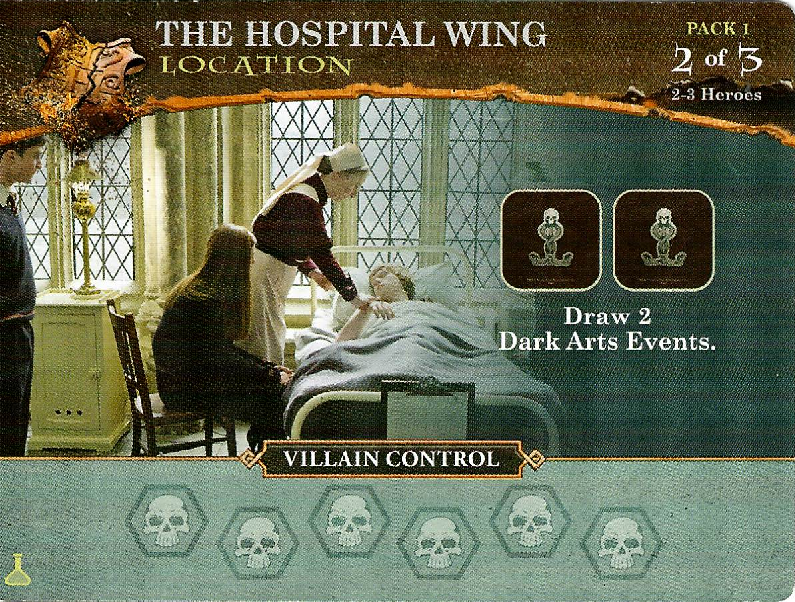 THE HOSPITAL WING
LOCATION
PACK 1
2 of 3
2-3 Heroes
Draw 2
Dark Arts Events.
VILLAIN CONTROL